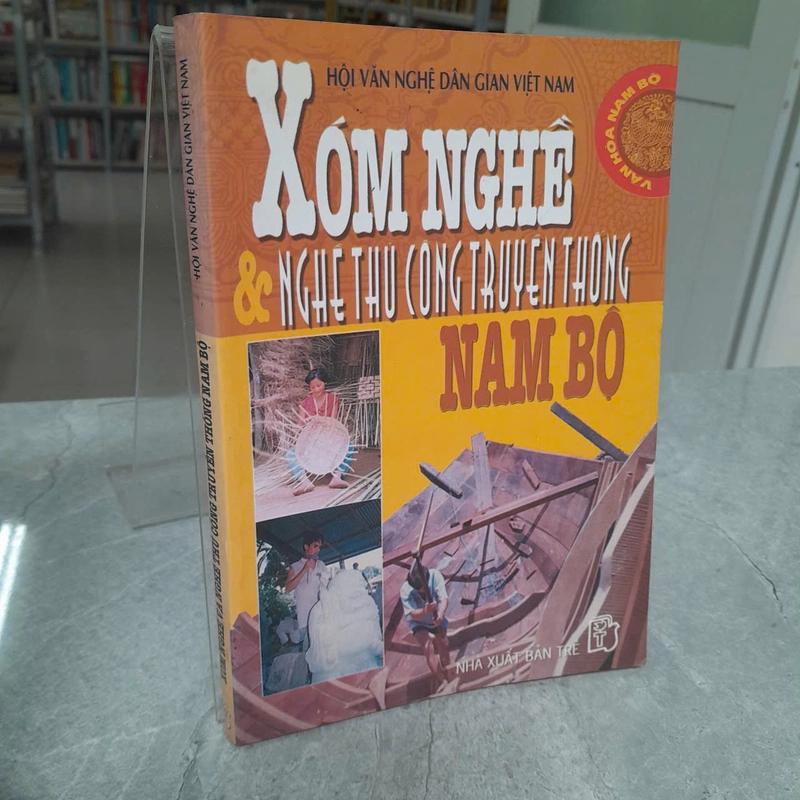 HỘI VĂN NGHỆ DÂN GIAN VIỆT NAM
VĂN HÓA NAM BỘ
XÓM NGHỀ
& NGHỀ THỦ CÔNG TRUYỀN THỐNG
NAM BỘ
NHÀ XUẤT BẢN TRẺ
HỘI VĂN NGHỆ DÂN GIAN VIỆT NAM
XÓM NGHỀ VÀ NGHỀ THỦ CÔNG TRUYỀN THỐNG NAM BỘ